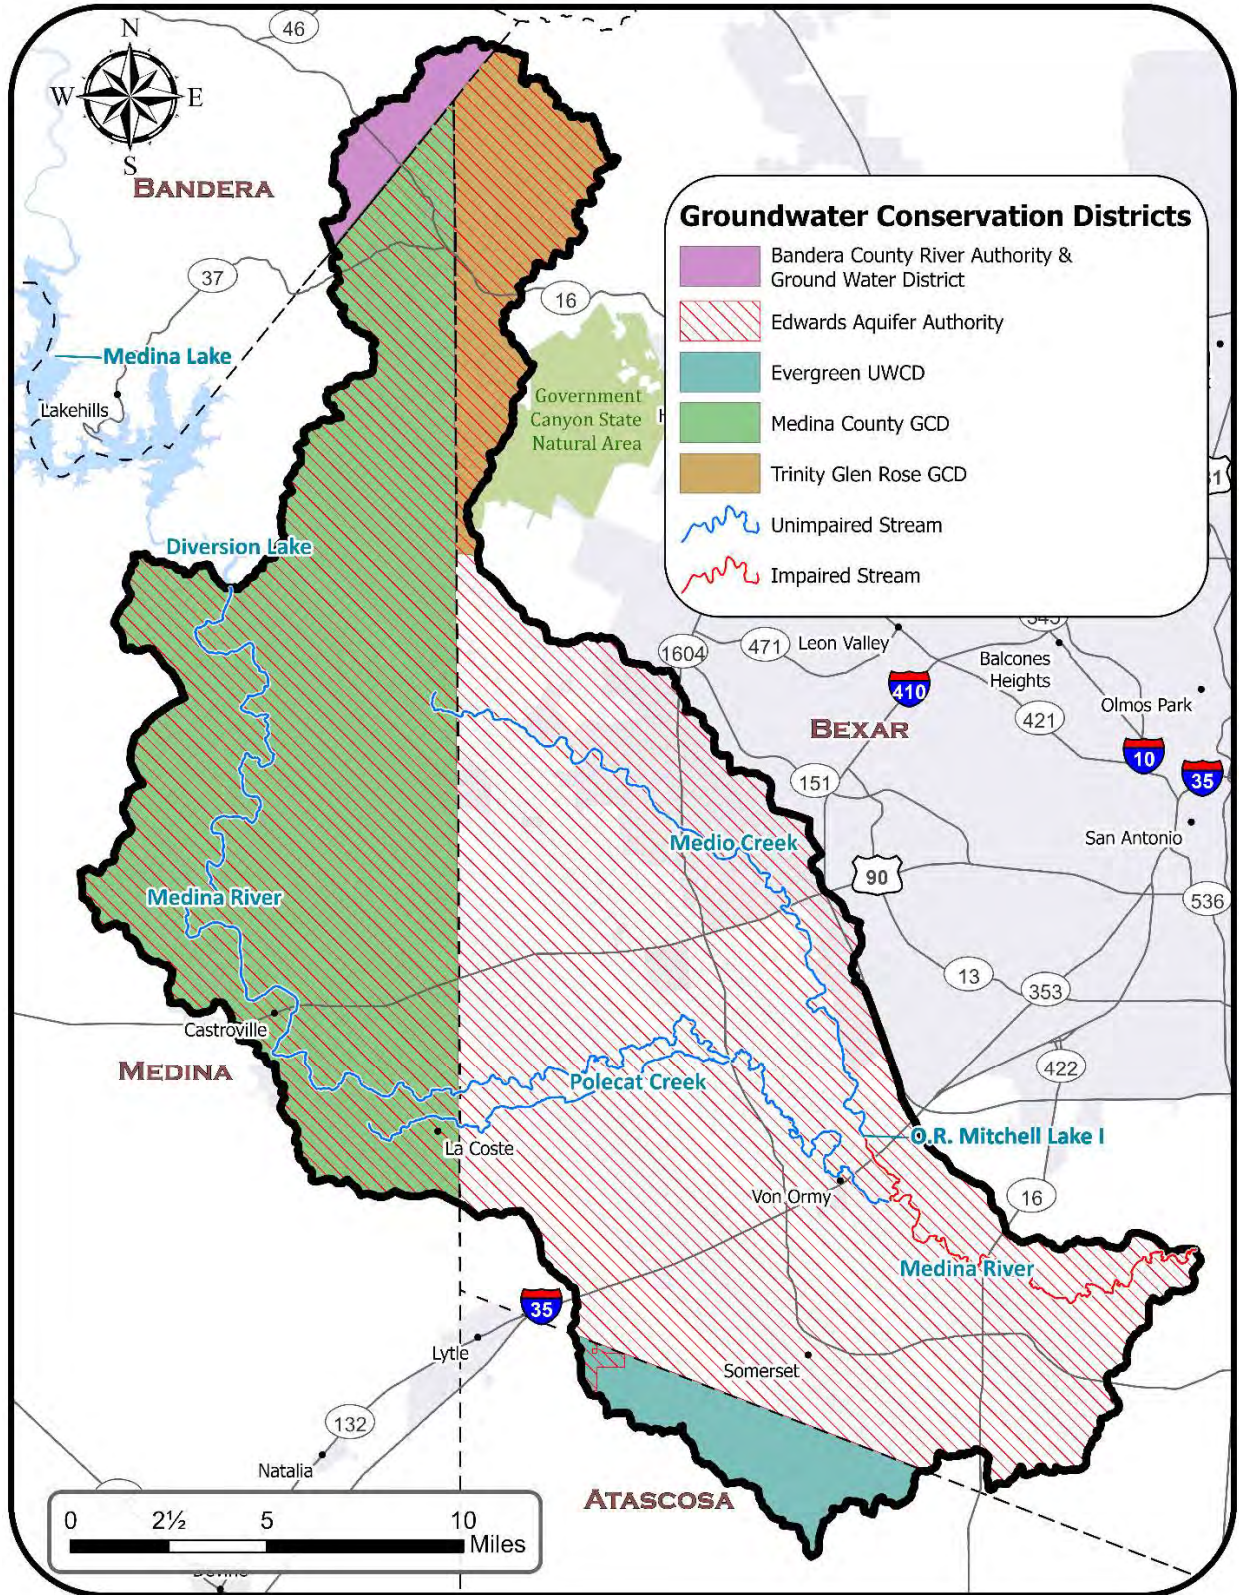 46
N
W
E
S
BANDERA
Groundwater Conservation Districts
Bandera County River Authority &
Ground Water District
Edwards Aquifer Authority
Evergreen UWCD
Medina County GCD
Trinity Glen Rose GCD
Unimpaired Stream
Impaired Stream
37
16
Medina Lake
Lakehills
Government
Canyon State
Natural Area
H
Diversion Lake
1604
471
Leon Valley
Balcones
Heights
410
Olmos Park
421
BEXAR
10
35
151
San Antonio
Medio Creek
90
Medina River
536
13
353
Castroville
MEDINA
422
Polecat Creek
O.R. Mitchell Lake I
La Coste
Von Ormy
16
Medina River
35
Lytle
Somerset
132
Natalia
ATASCOSA
0
2½
5
10
Miles